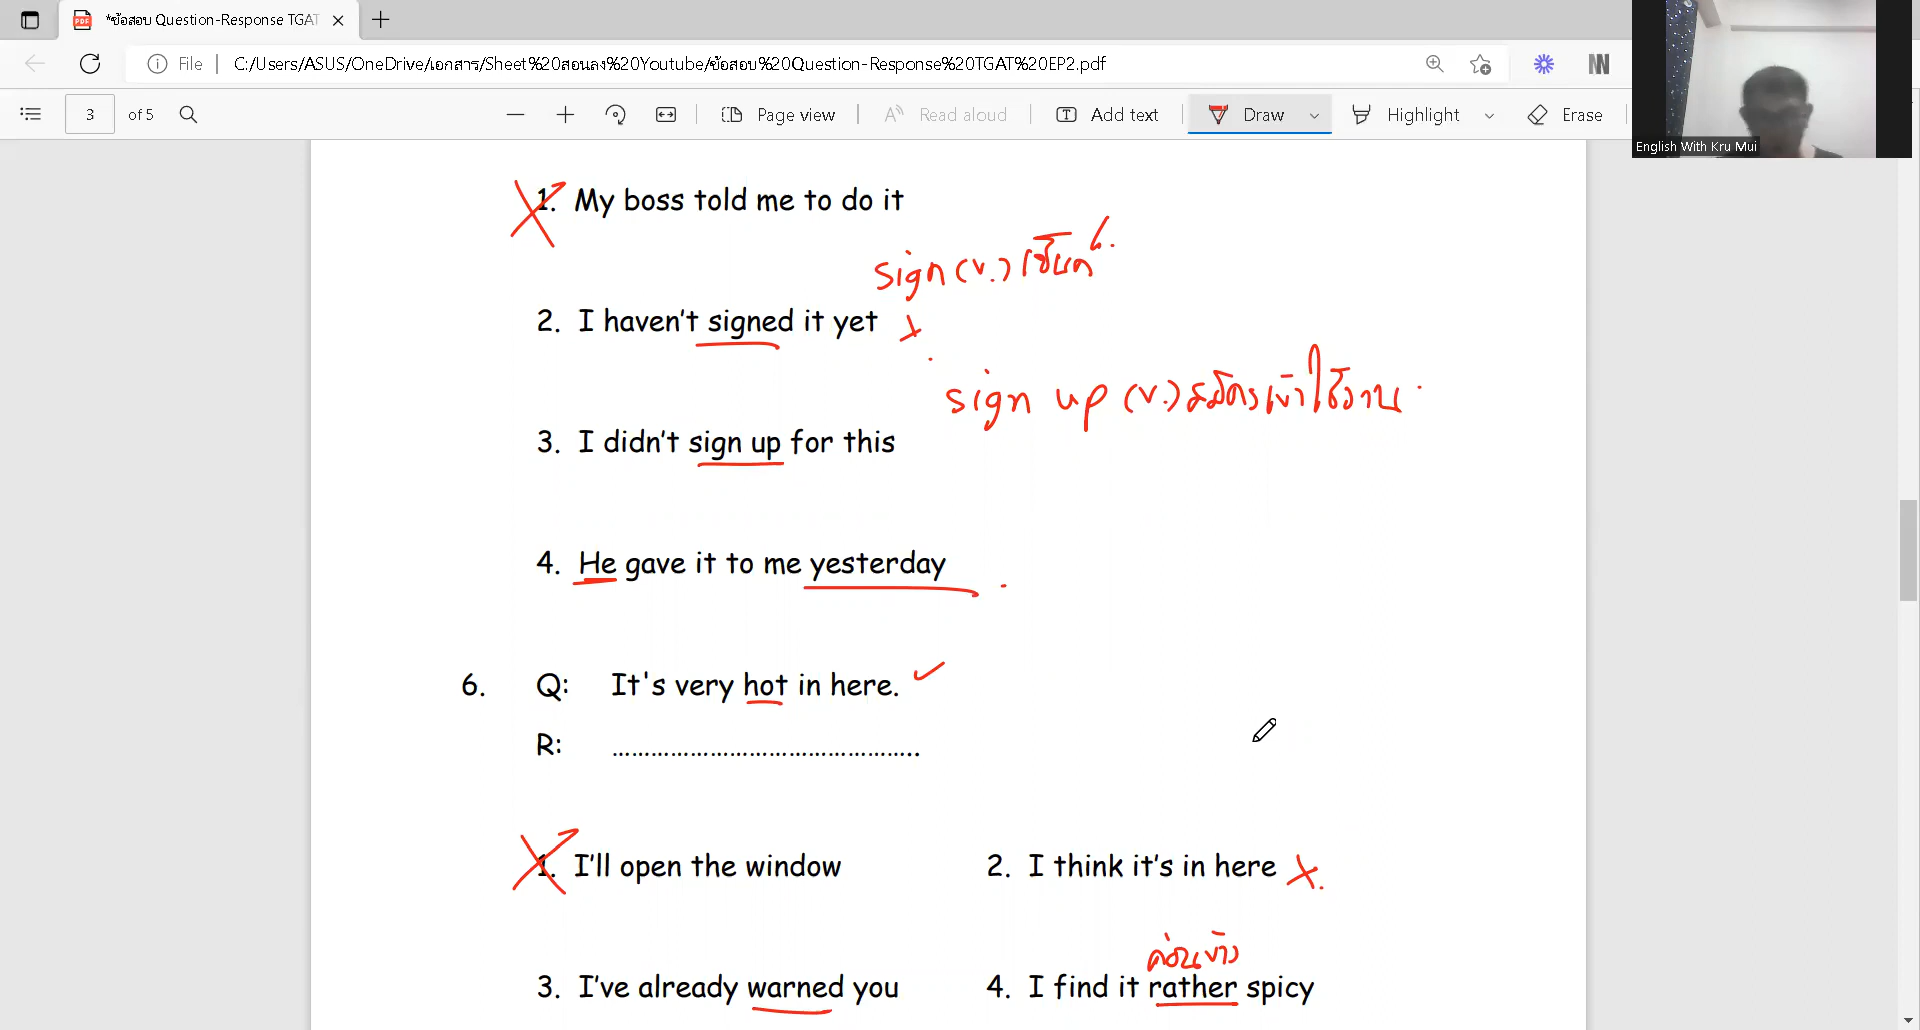 *ข้อสอบ Question-Response TGAT
File
C:/Users/ASUS/OneDrive/เอกสาร/Sheet%20สอนลง%20Youtube/ข้อสอบ%20Question-Response%20TGAT%20EP2.pdf
3 of 5
Page view
Read aloud
Add text
Draw
Highlight
Erase
English With Kru Mui
1. My boss told me to do it
sign (v.) เซ็นต์
2. I haven't signed it yet
sign up (v.) สมัครเข้าใช้งาน
3. I didn't sign up for this
4. He gave it to me yesterday
6. Q: It's very hot in here.
R: ................................................
1. I'll open the window 2. I think it's in here
ค่อนข้าง
3. I've already warned you 4. I find it rather spicy